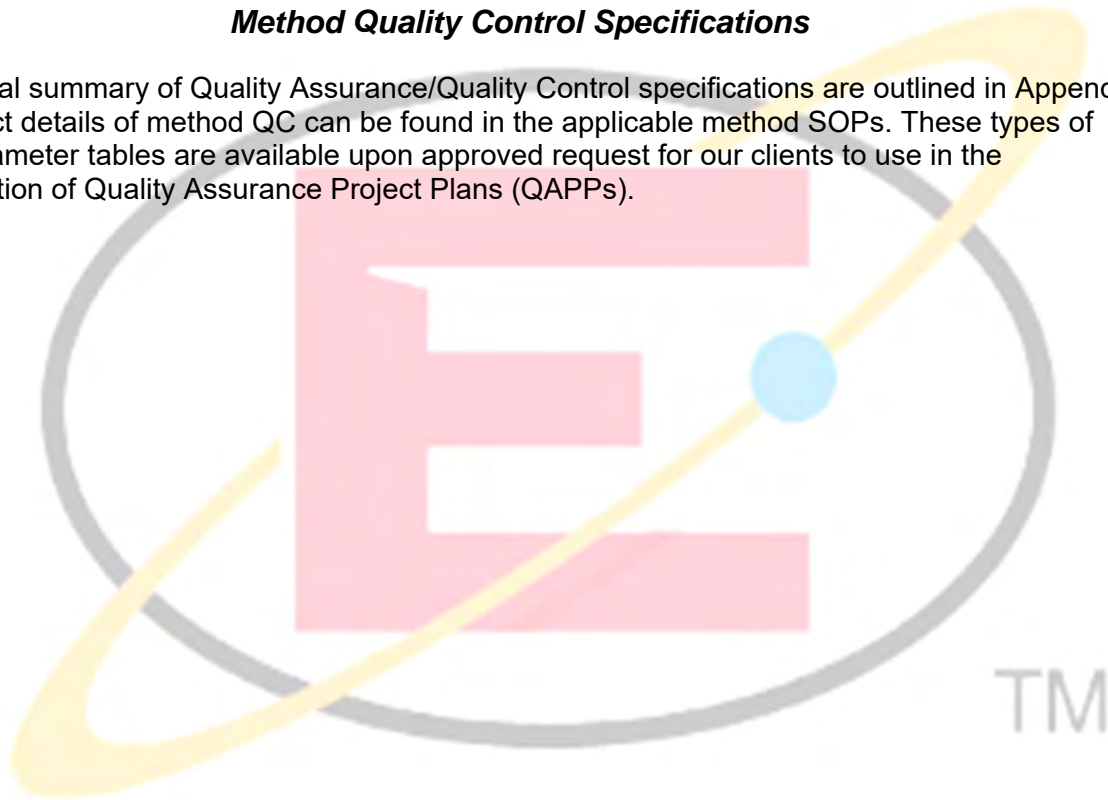 Method Quality Control Specifications
al summary of Quality Assurance/Quality Control specifications are outlined in Append
ct details of method QC can be found in the applicable method SOPs. These types of
ameter tables are available upon approved request for our clients to use in the
tion of Quality Assurance Project Plans (QAPPs).
E
TM